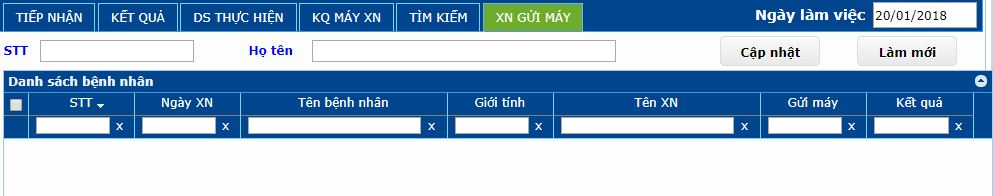 TIẾP NHẬN KẾT QUẢ DS THỰC HIỆN KQ MÁY XN TÌM KIẾM XN GỬI MÁY Ngày làm việc 20/01/2018
STT Họ tên Cập nhật Làm mới
Danh sách bệnh nhân
STT Ngày XN Tên bệnh nhân Giới tính Tên XN Gửi máy Kết quả
x x x x x x x